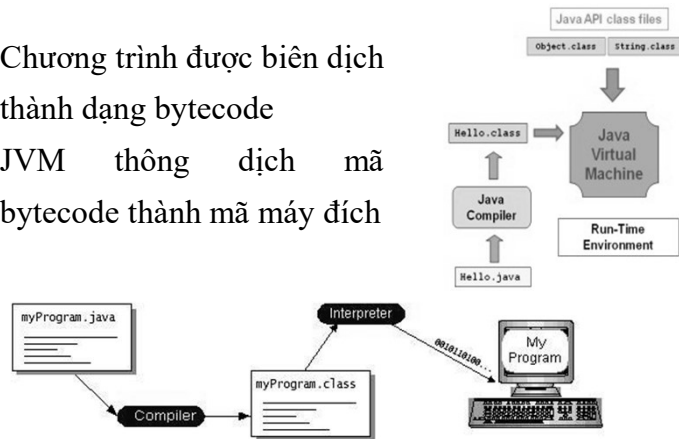 Chương trình được biên dịch
thành dạng bytecode
JVM thông dịch mã
bytecode thành mã máy đích
Java API class files
Object.class String.class
Hello.class
Java
Virtual
Machine
Java
Compiler
Run-Time
Environment
Hello.java
myProgram.java
Compiler
myProgram.class
Interpreter
0010110100...
My
Program